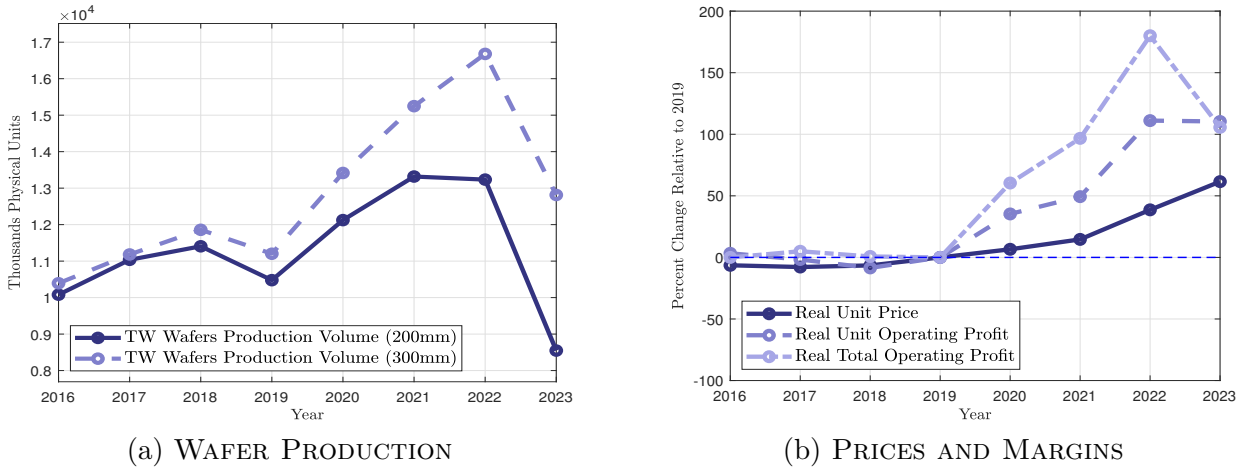 ×10⁴
1.7
1.6
1.5
1.4
1.3
1.2
1.1
1
0.9
0.8
Thousands Physical Units
2016 2017 2018 2019 2020 2021 2022 2023
Year
TW Wafers Production Volume (200mm)
TW Wafers Production Volume (300mm)
(a) Wafer Production
200
150
100
50
0
-50
-100
Percent Change Relative to 2019
2016 2017 2018 2019 2020 2021 2022 2023
Year
Real Unit Price
Real Unit Operating Profit
Real Total Operating Profit
(b) Prices and Margins